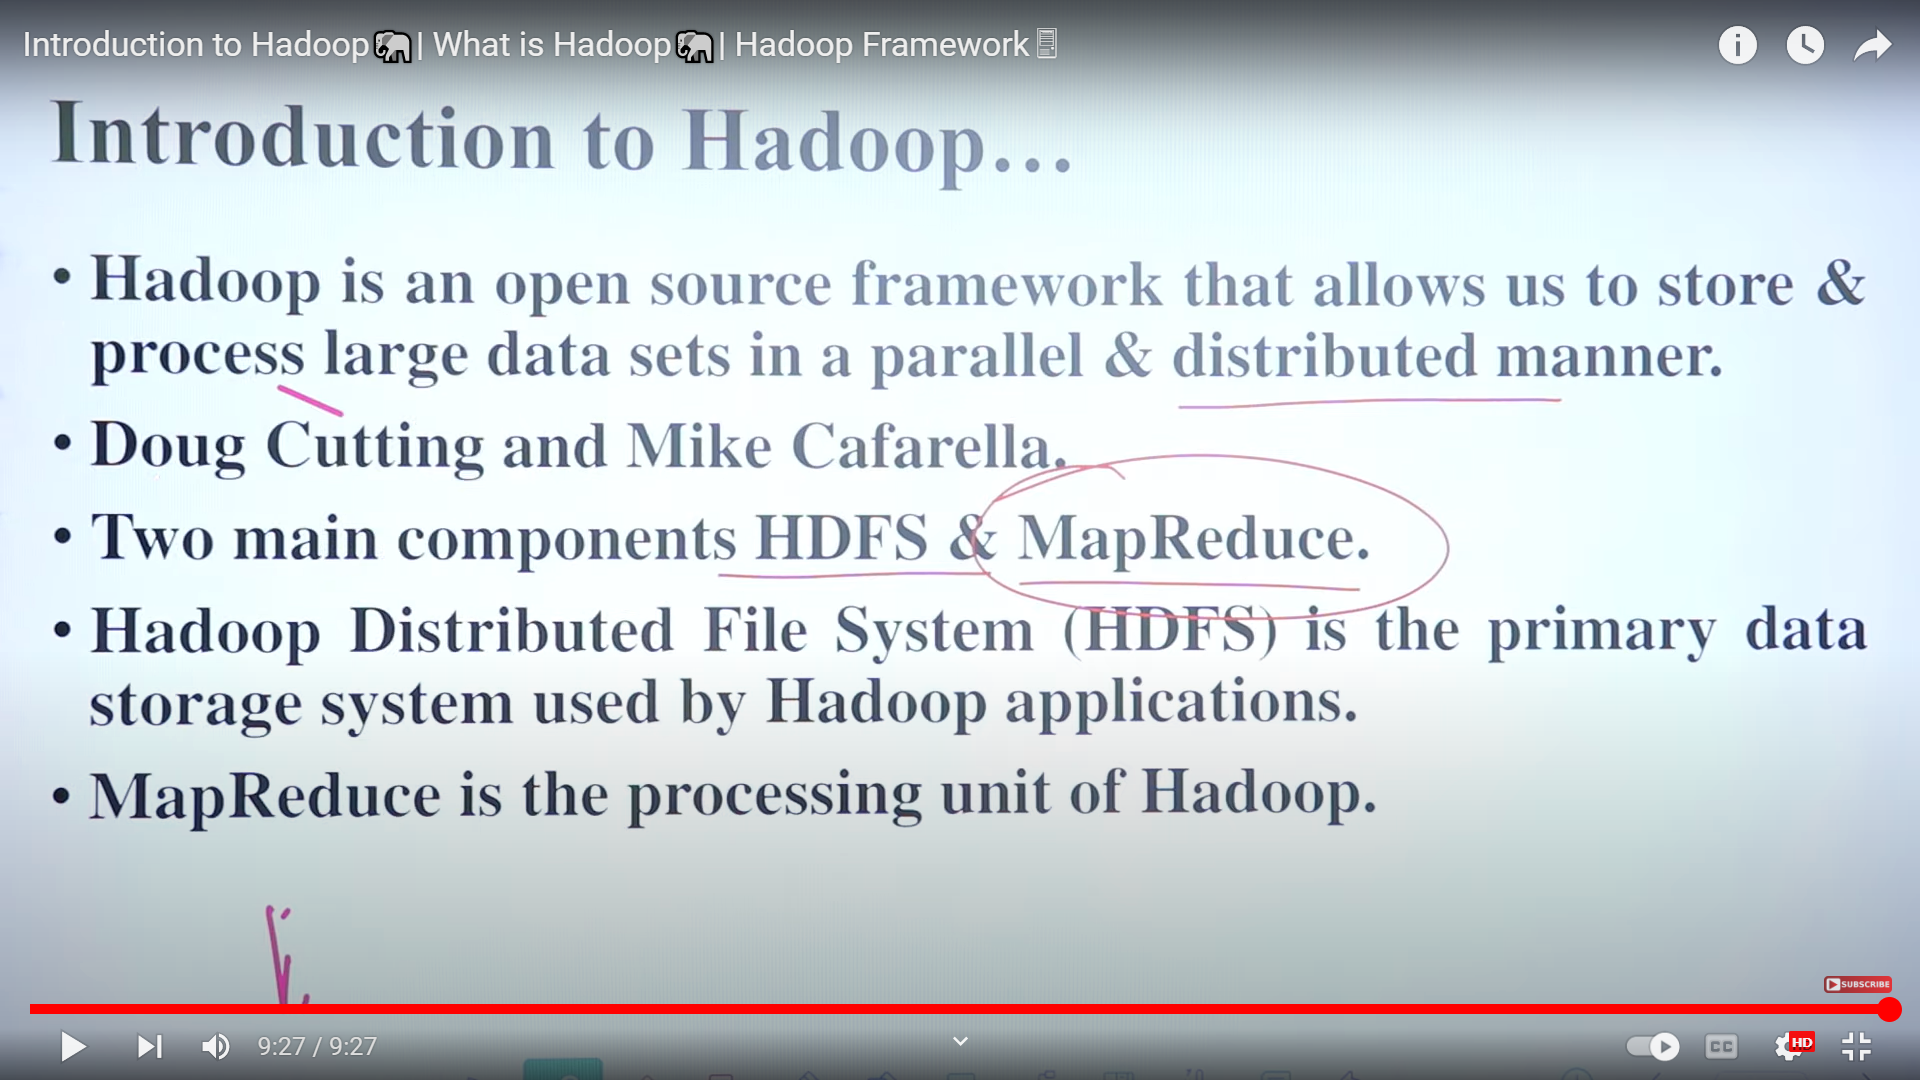 Introduction to Hadoop🐘| What is Hadoop🐘| Hadoop Framework🖥
Introduction to Hadoop...
• Hadoop is an open source framework that allows us to store &
process large data sets in a parallel & distributed manner.
• Doug Cutting and Mike Cafarella.
• Two main components HDFS & MapReduce.
• Hadoop Distributed File System (HDFS) is the primary data
storage system used by Hadoop applications.
• MapReduce is the processing unit of Hadoop.
SUBSCRIBE
9:27 / 9:27
CC
HD